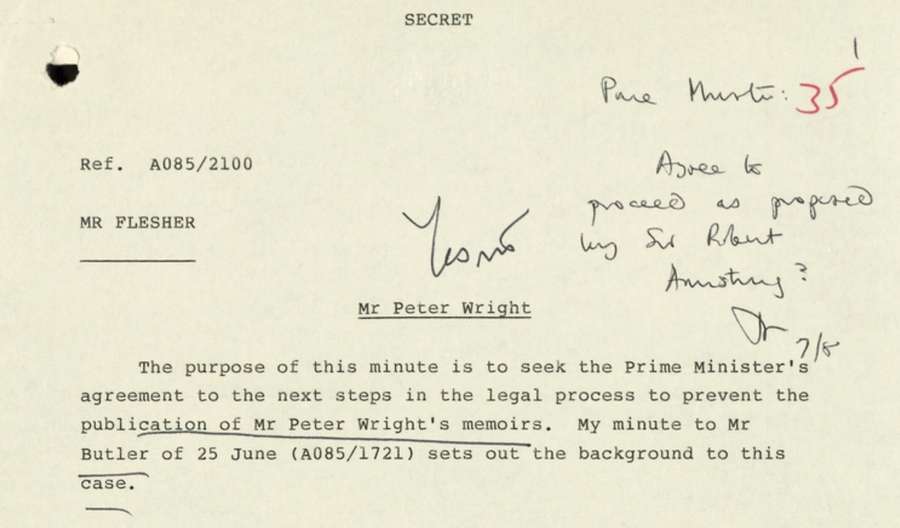 SECRET
1
Prime Minister: 35
Ref. A085/2100
Agree to
proceed as proposed
by Sir Robert
Armstrong?
7/8
MR FLESHER
Yes
Mr Peter Wright
The purpose of this minute is to seek the Prime Minister's
agreement to the next steps in the legal process to prevent the
publication of Mr Peter Wright's memoirs. My minute to Mr
Butler of 25 June (A085/1721) sets out the background to this
case.